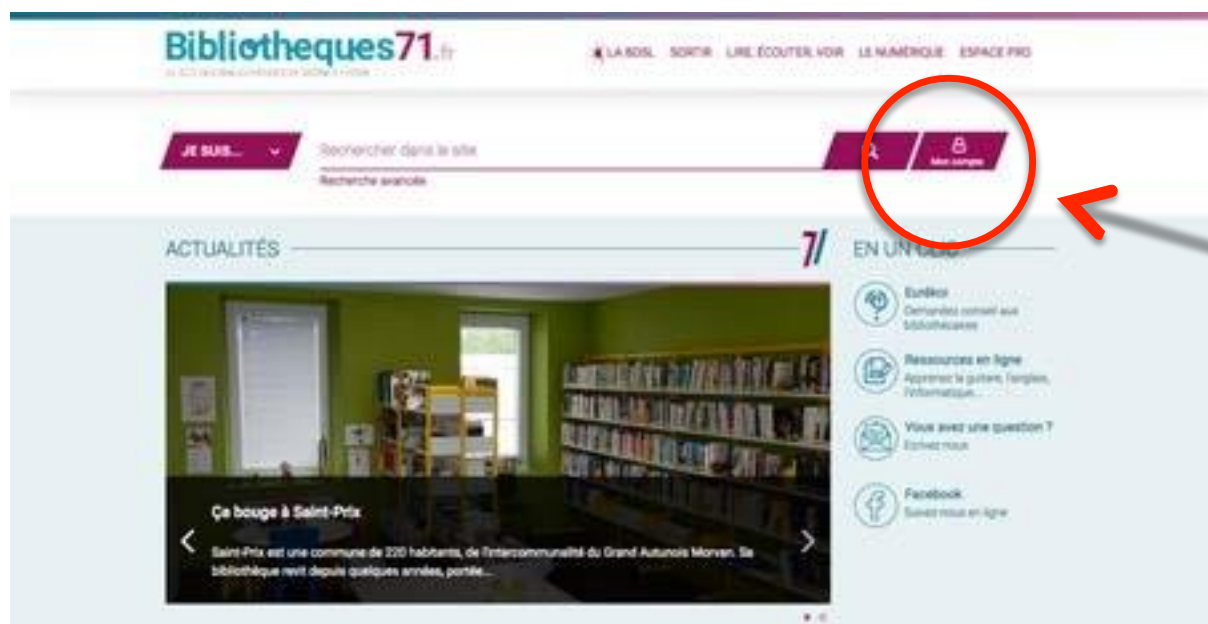 Bibliotheques71.fr
LA BDSL SORTIR LIRE, ÉCOUTER, VOIR LE NUMÉRIQUE ESPACE PRO
JE SUIS...
Rechercher dans le site
Mon compte
Recherche avancée
ACTUALITÉS
71
EN UN CLIC
Eurêkoi
Demandez conseil aux
bibliothécaires
Ressources en ligne
Apprenez la guitare, l'anglais,
l'informatique...
Vous avez une question ?
Ecrivez-nous
Facebook
Suivez-nous en ligne
Ça bouge à Saint-Prix
Saint-Prix est une commune de 220 habitants, de l'intercommunalité du Grand Autunois Morvan. Sa
bibliothèque revit depuis quelques années, portée...